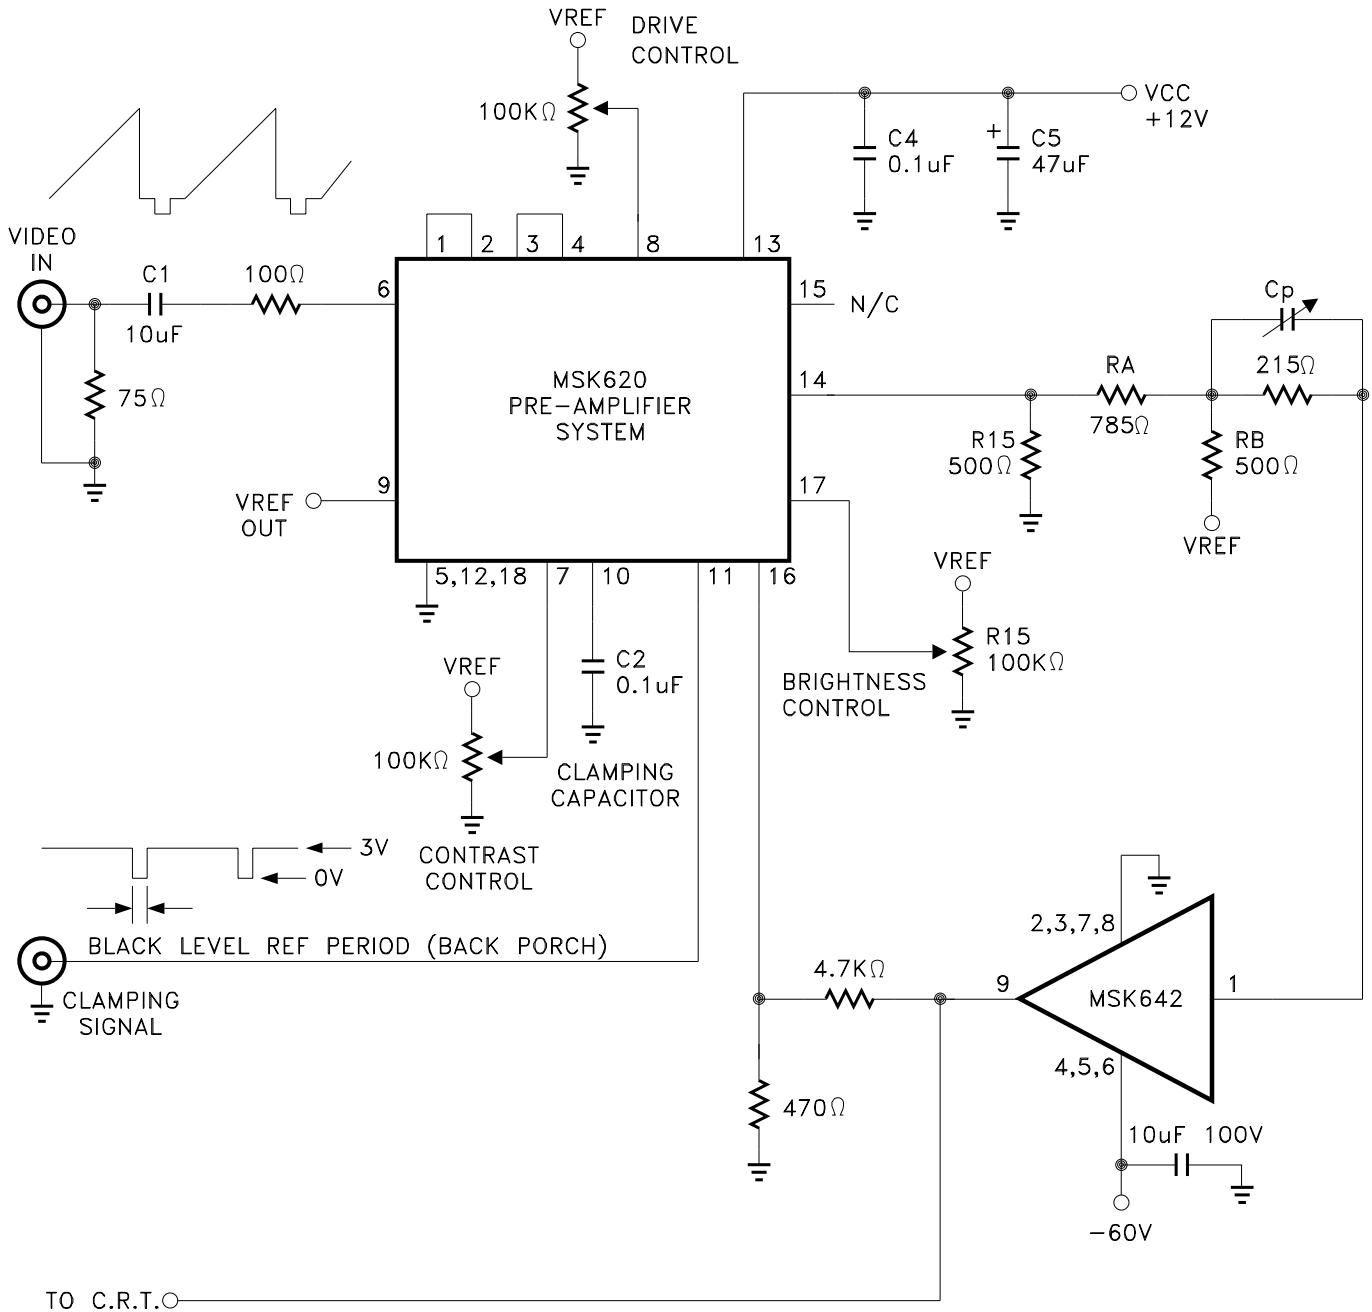 VREF
DRIVE
CONTROL
100KΩ
VCC
+12V
C4
0.1uF
+
C5
47uF
VIDEO
IN
C1
10uF
100Ω
75Ω
1
2
3
4
8
13
6
15
N/C
14
MSK620
PRE-AMPLIFIER
SYSTEM
9
VREF
OUT
17
5,12,18
7
10
11
16
RA
785Ω
R15
500Ω
Cp
215Ω
RB
500Ω
VREF
VREF
R15
100KΩ
BRIGHTNESS
CONTROL
C2
0.1uF
CLAMPING
CAPACITOR
VREF
100KΩ
CONTRAST
CONTROL
3V
0V
BLACK LEVEL REF PERIOD (BACK PORCH)
CLAMPING
SIGNAL
4.7KΩ
470Ω
9
2,3,7,8
MSK642
1
4,5,6
10uF 100V
-60V
TO C.R.T.